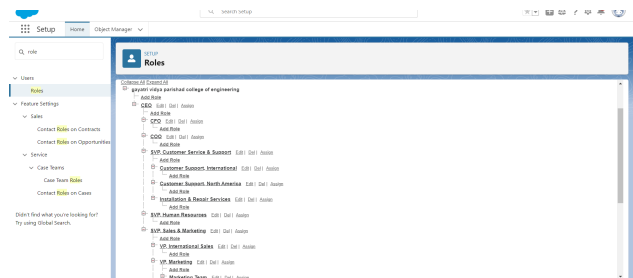 Search Setup
Setup Home Object Manager
role
SETUP
Roles
Users
Roles
Feature Settings
Sales
Contact Roles on Contracts
Contact Roles on Opportunities
Service
Case Teams
Case Team Roles
Contact Roles on Cases
Didn't find what you're looking for?
Try using Global Search.
Collapse All Expand All
gayatri vidya parishad college of engineering
Add Role
CEO Edit | Del | Assign
Add Role
CFO Edit | Del | Assign
Add Role
COO Edit | Del | Assign
Add Role
SVP, Customer Service & Support Edit | Del | Assign
Add Role
Customer Support, International Edit | Del | Assign
Add Role
Customer Support, North America Edit | Del | Assign
Add Role
Installation & Repair Services Edit | Del | Assign
Add Role
SVP, Human Resources Edit | Del | Assign
Add Role
SVP, Sales & Marketing Edit | Del | Assign
Add Role
VP, International Sales Edit | Del | Assign
Add Role
VP, Marketing Edit | Del | Assign
Add Role
Marketing Team Edit | Del | Assign